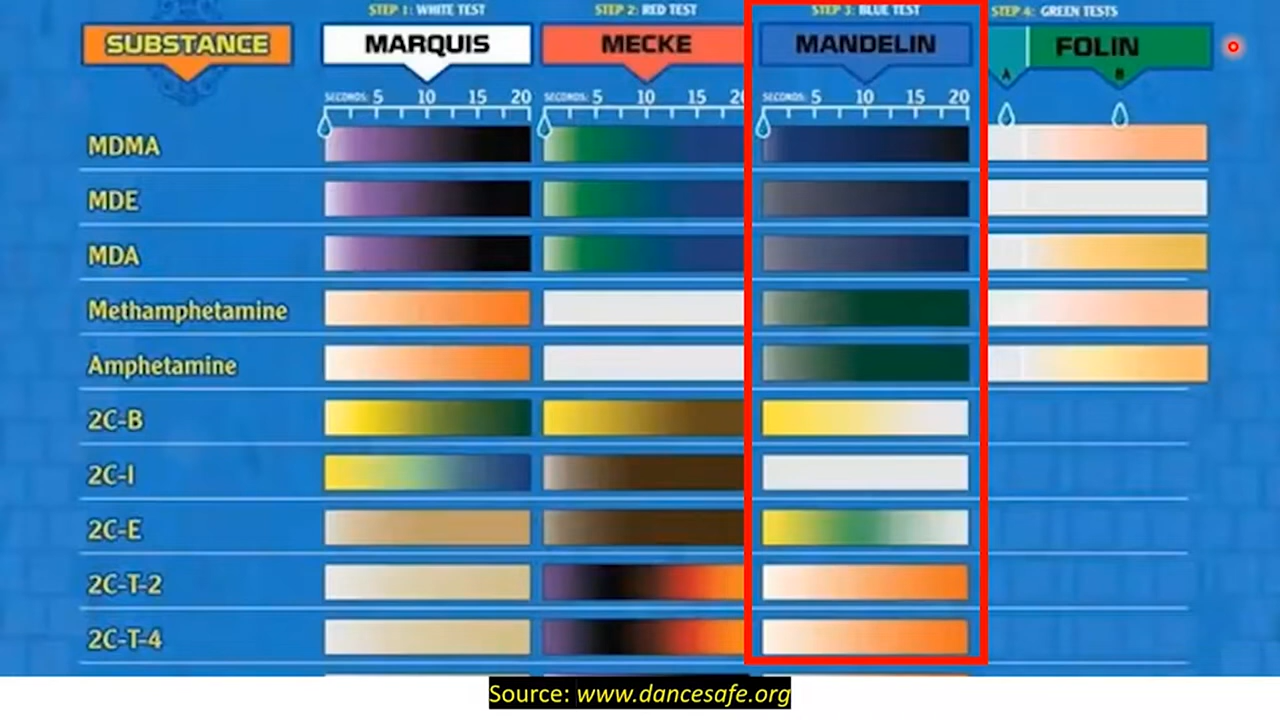 STEP 1: WHITE TEST STEP 2: RED TEST STEP 3: BLUE TEST STEP 4: GREEN TESTS
SUBSTANCE MARQUIS MECKE MANDELIN FOLIN
A B
SECONDS: 5 10 15 20 SECONDS: 5 10 15 20 SECONDS: 5 10 15 20
MDMA
MDE
MDA
Methamphetamine
Amphetamine
2C-B
2C-I
2C-E
2C-T-2
2C-T-4
Source: www.dancesafe.org